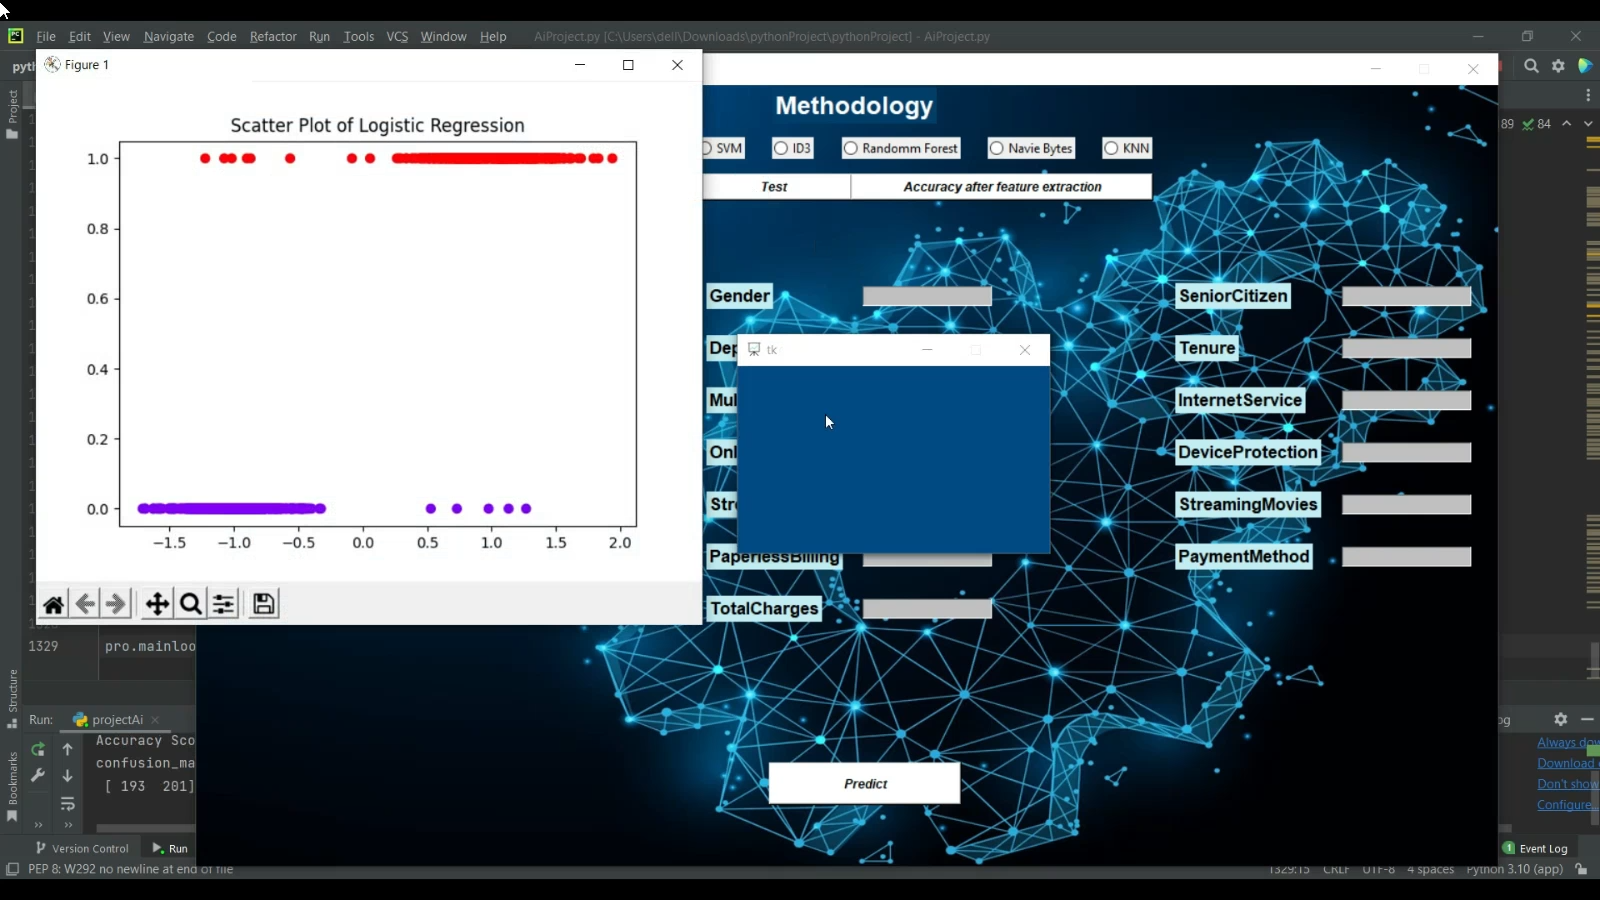 File Edit View Navigate Code Refactor Run Tools VCS Window Help AiProject.py [C:\Users\dell\Downloads\pythonProject\pythonProject] - AiProject.py
Figure 1
Project
Scatter Plot of Logistic Regression
1.0
0.8
0.6
0.4
0.2
0.0
-1.5 -1.0 -0.5 0.0 0.5 1.0 1.5 2.0
Methodology
89 84
SVM ID3 Randomm Forest Navie Bytes KNN
Test Accuracy after feature extraction
Gender SeniorCitizen
tk
Tenure
InternetService
DeviceProtection
StreamingMovies
PaperlessBilling PaymentMethod
TotalCharges
1329 pro.mainloo
Structure
Run: projectAi
Accuracy Sco
confusion_ma
[ 193 201]
Bookmarks
Predict
Always dow
Download
Don't show
Configure...
Version Control Run Event Log
PEP 8: W292 no newline at end of file 1329:15 CRLF UTF-8 4 spaces Python 3.10 (app)